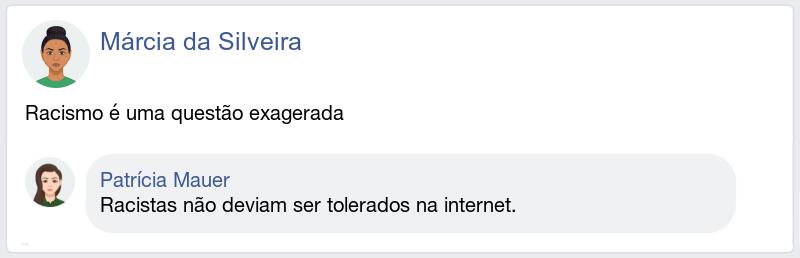 Márcia da Silveira
Racismo é uma questão exagerada
Patrícia Mauer
Racistas não deviam ser tolerados na internet.